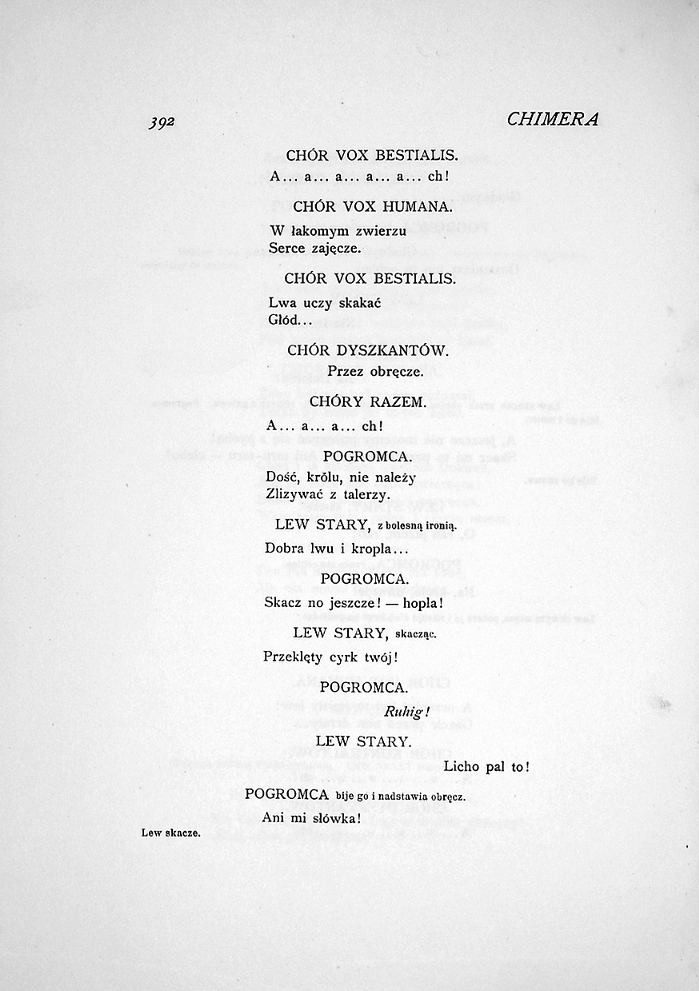 392
CHIMERA
CHÓR VOX BESTIALIS.
A... a... a... a... a... ch!
CHÓR VOX HUMANA.
W łakomym zwierzu
Serce zajęcze.
CHÓR VOX BESTIALIS.
Lwa uczy skakać
Głód...
CHÓR DYSZKANTÓW.
Przez obręcze.
CHÓRY RAZEM.
A... a... a... ch!
POGROMCA.
Dość, królu, nie należy
Zlizywać z talerzy.
LEW STARY, z bolesną ironią.
Dobra lwu i kropla...
POGROMCA.
Skacz no jeszcze! — hopla!
LEW STARY, skacząc.
Przeklęty cyrk twój!
POGROMCA.
Ruhig!
LEW STARY.
Licho pal to!
POGROMCA bije go i nadstawia obręcz.
Ani mi słówka!
Lew skacze.